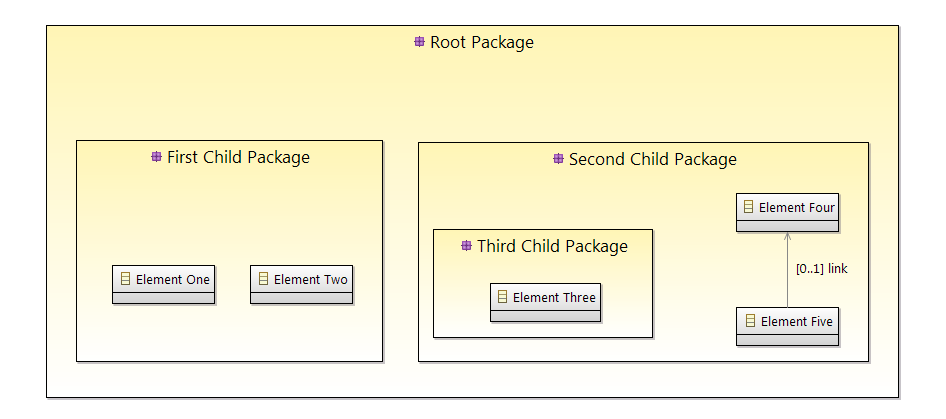 Root Package
First Child Package
Element One
Element Two
Second Child Package
Third Child Package
Element Three
Element Four
[0..1] link
Element Five